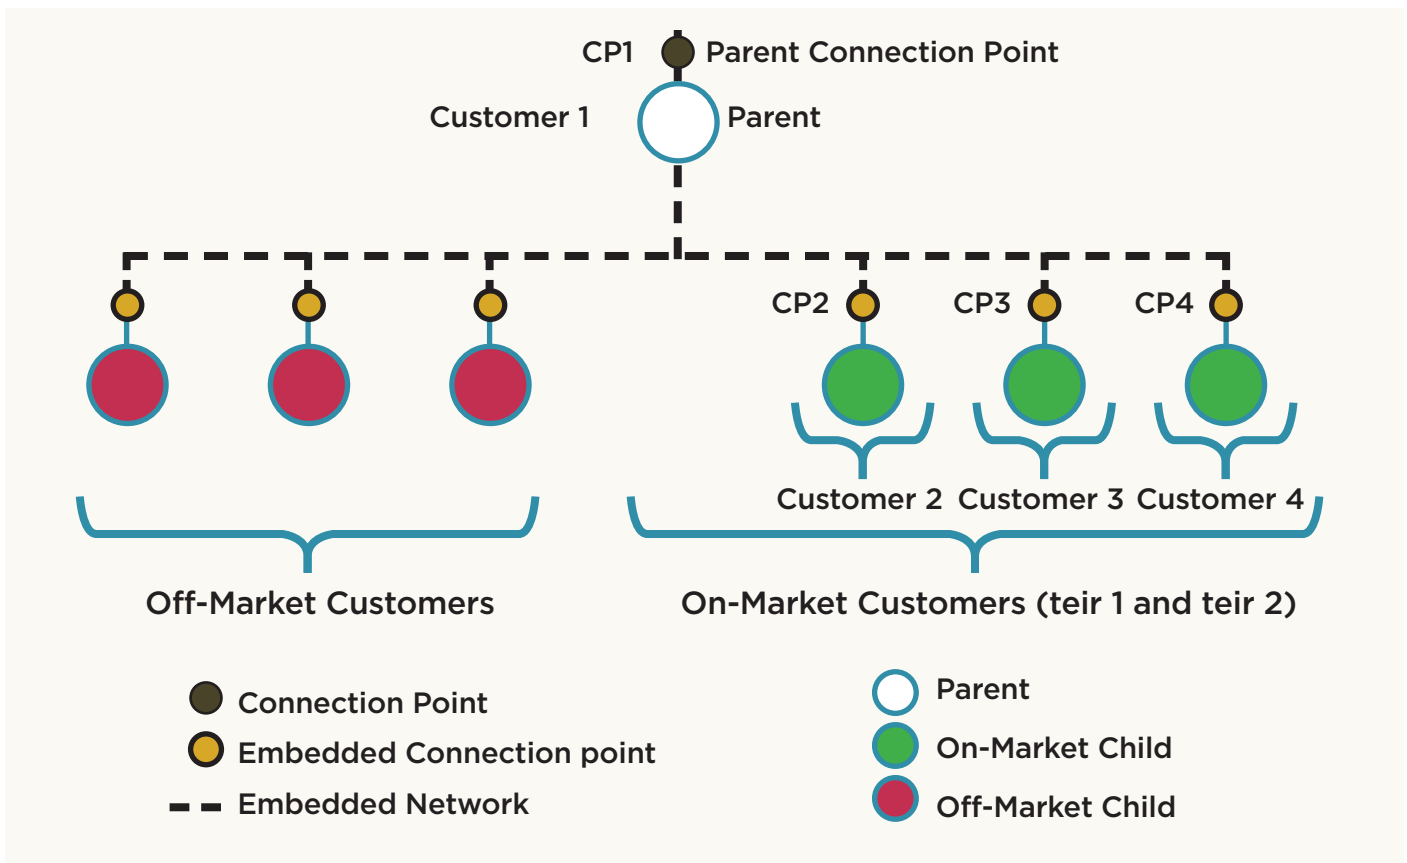 CP1 Parent Connection Point
Customer 1 Parent
CP2 CP3 CP4
Customer 2 Customer 3 Customer 4
Off-Market Customers
On-Market Customers (teir 1 and teir 2)
Connection Point
Embedded Connection point
Embedded Network
Parent
On-Market Child
Off-Market Child